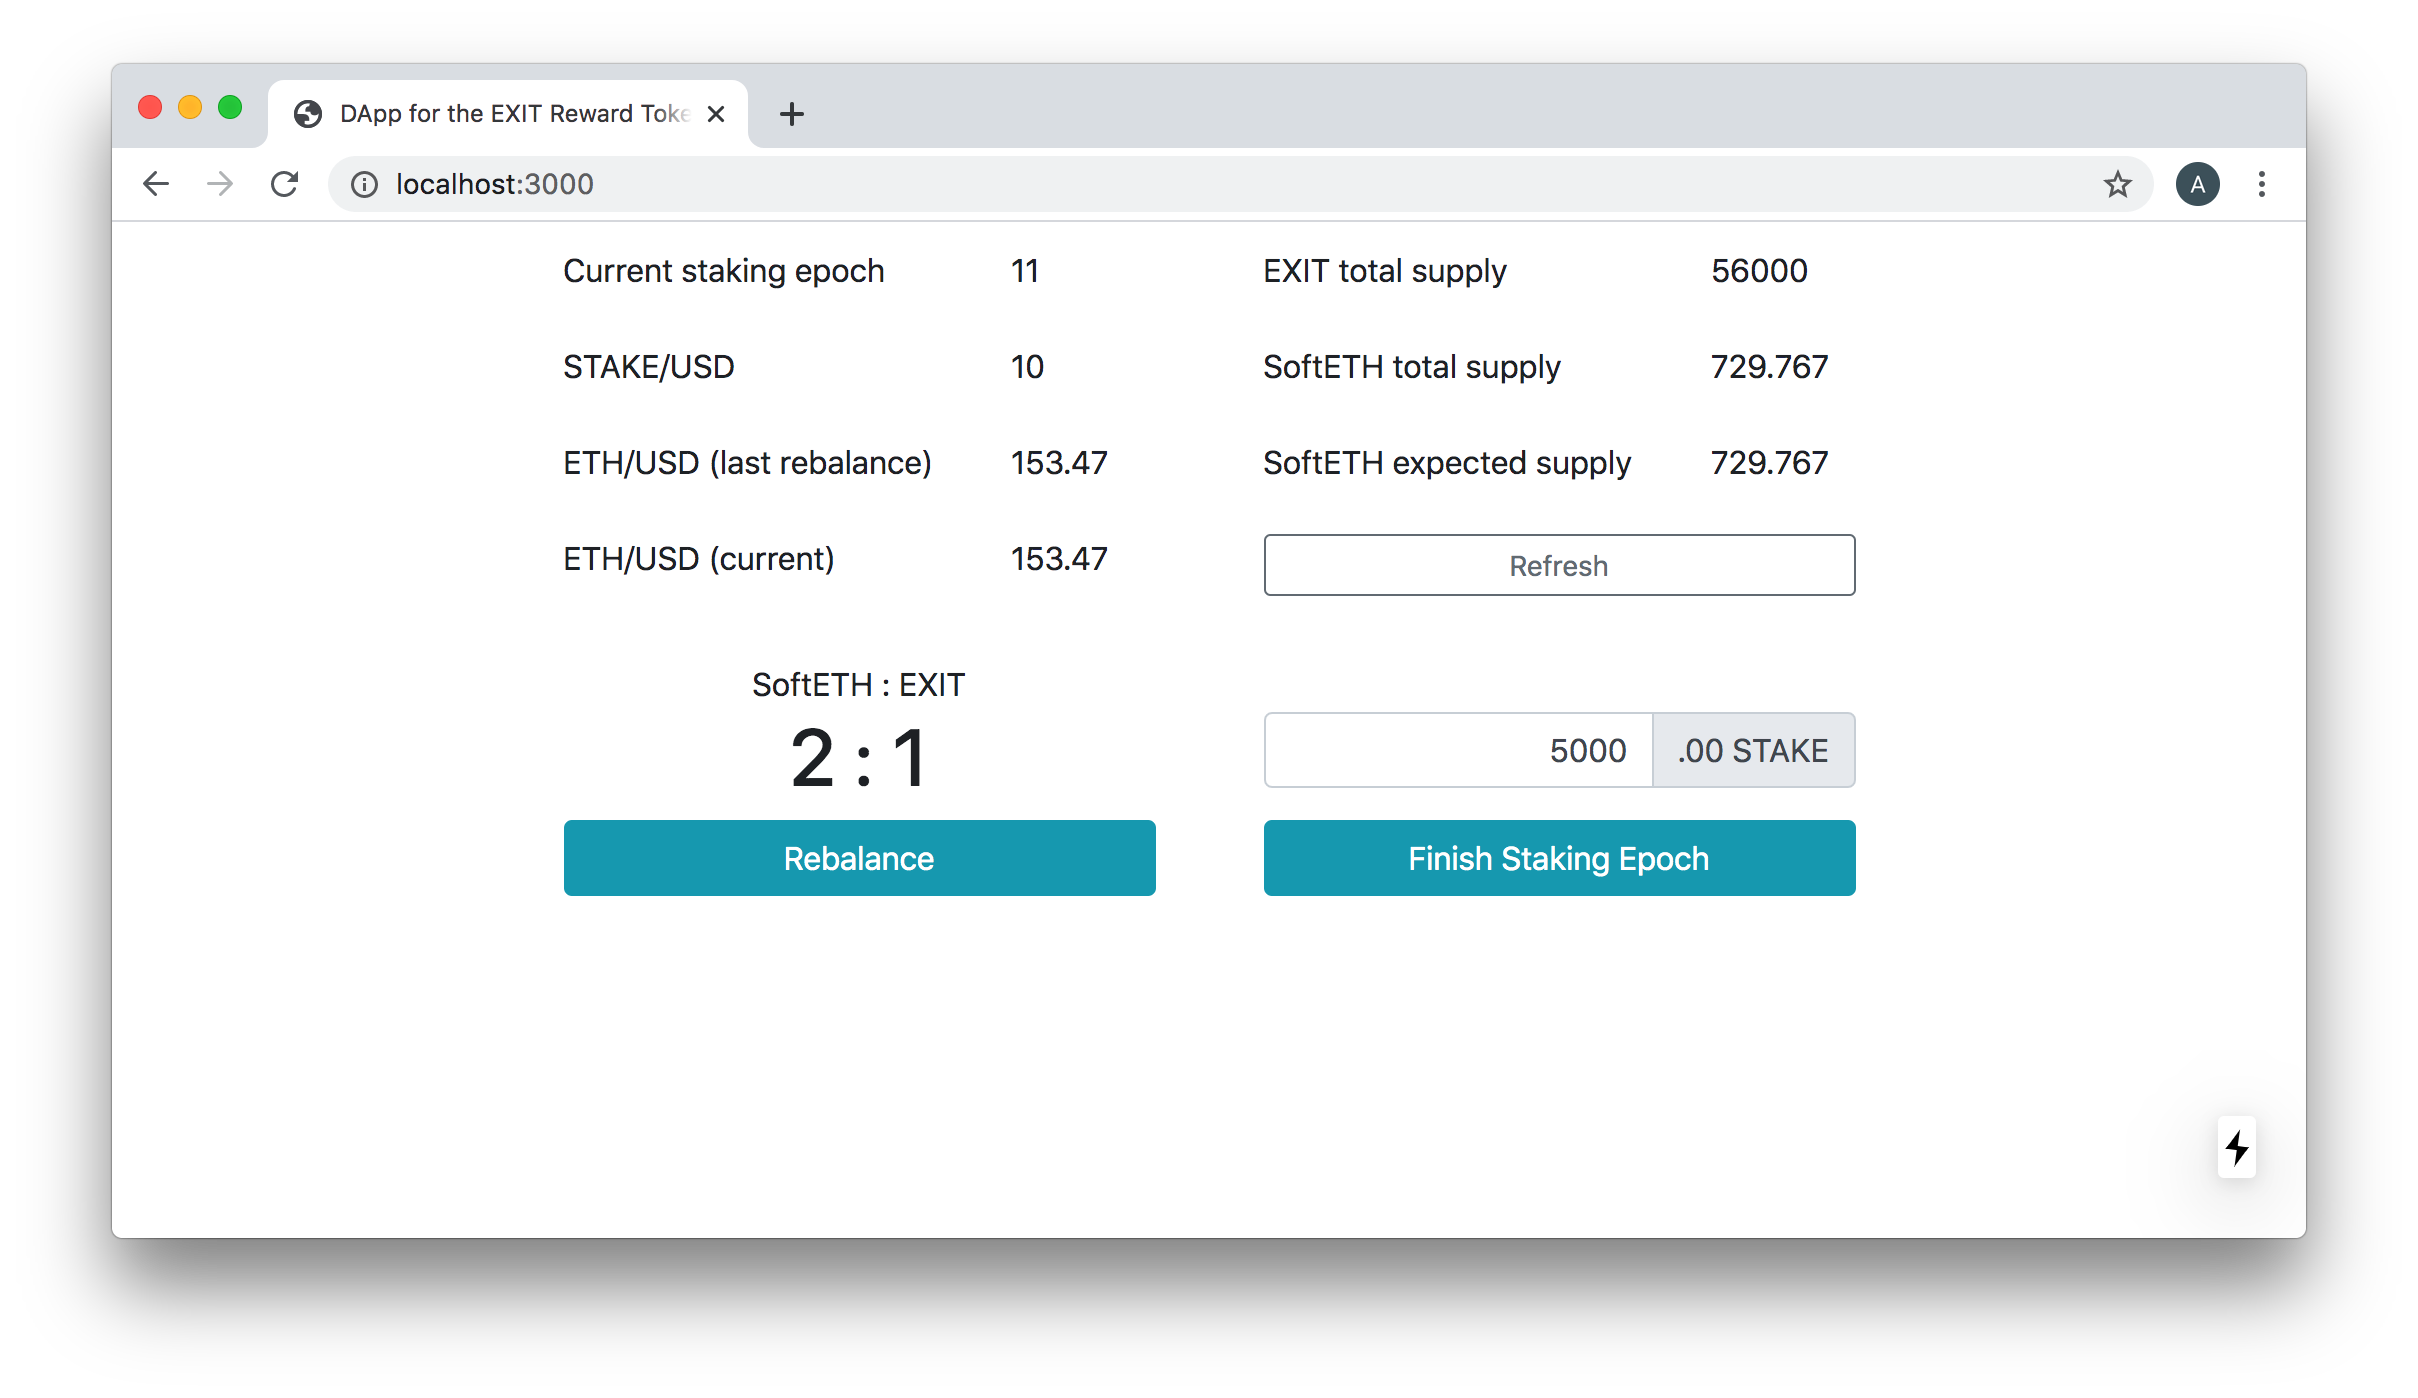 DApp for the EXIT Reward Toke
localhost:3000
A
Current staking epoch 11
EXIT total supply 56000
STAKE/USD 10
SoftETH total supply 729.767
ETH/USD (last rebalance) 153.47
SoftETH expected supply 729.767
ETH/USD (current) 153.47
Refresh
SoftETH : EXIT
2 : 1
5000 .00 STAKE
Rebalance
Finish Staking Epoch